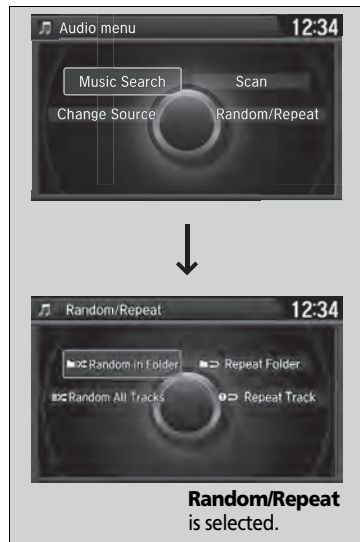 Audio menu 12:34
Music Search Scan
Change Source Random/Repeat
Random/Repeat 12:34
Random in Folder Repeat Folder
Random All Tracks Repeat Track
Random/Repeat
is selected.